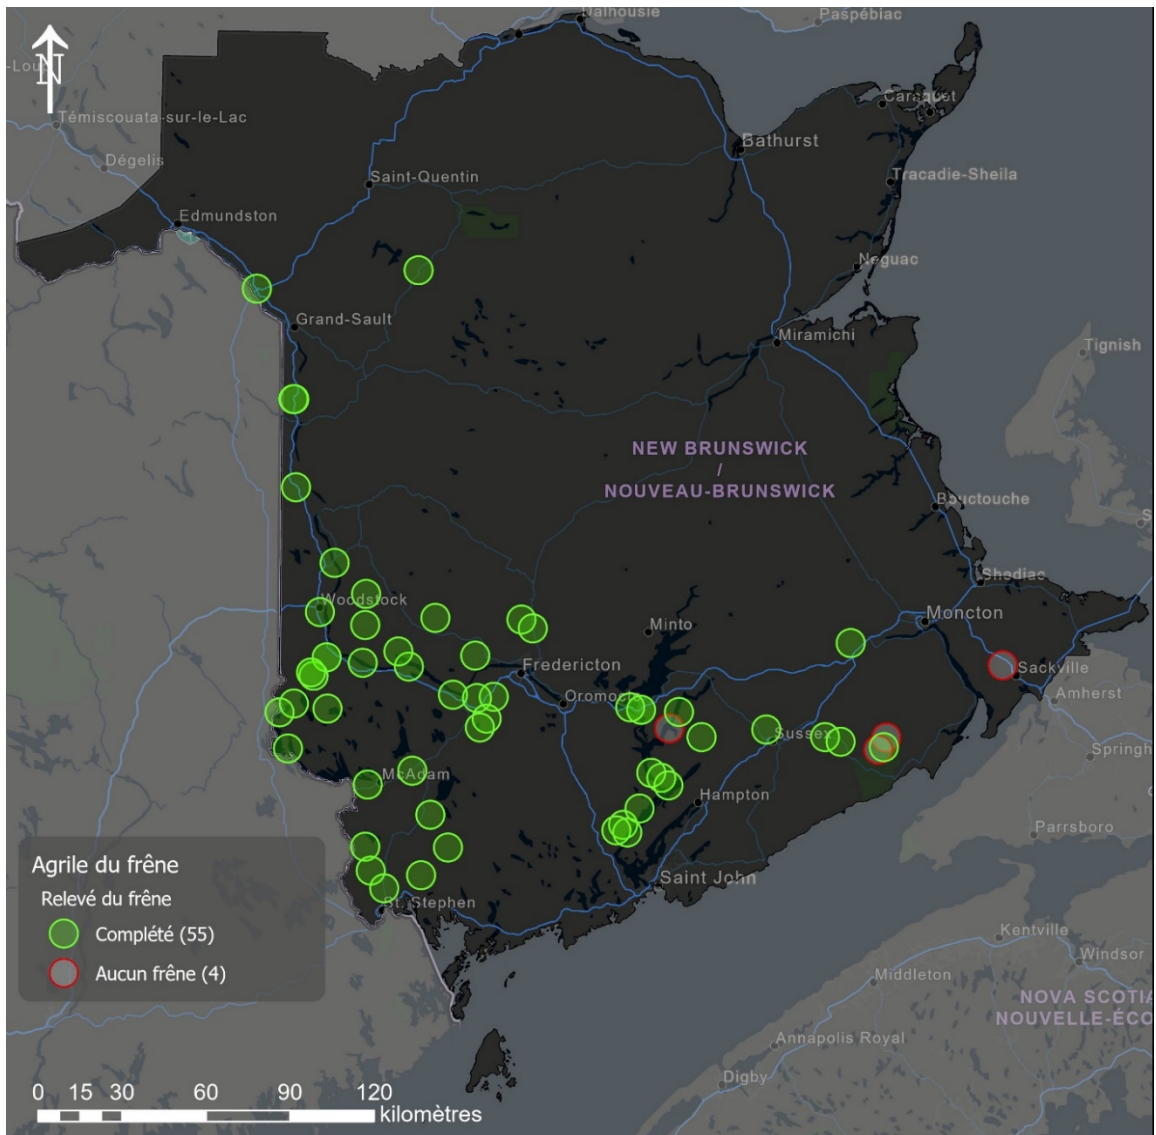 Dalhousie
Paspébiac
N
Caraquet
Témiscouata-sur-le-Lac
Bathurst
Dégelis
Saint-Quentin
Tracadie-Sheila
Edmundston
Neguac
Grand-Sault
Miramichi
Tignish
NEW BRUNSWICK
/
NOUVEAU-BRUNSWICK
Bouctouche
Shediac
Woodstock
Moncton
Minto
Fredericton
Sackville
Oromocto
Amherst
Sussex
Springh
McAdam
Hampton
Parrsboro
Agrile du frêne
Saint John
Relevé du frêne
St. Stephen
Complété (55)
Kentville
Windsor
Aucun frêne (4)
Middleton
NOVA SCOTIA
NOUVELLE-ÉCO
Annapolis Royal
Digby
0 15 30 60 90 120
kilomètres